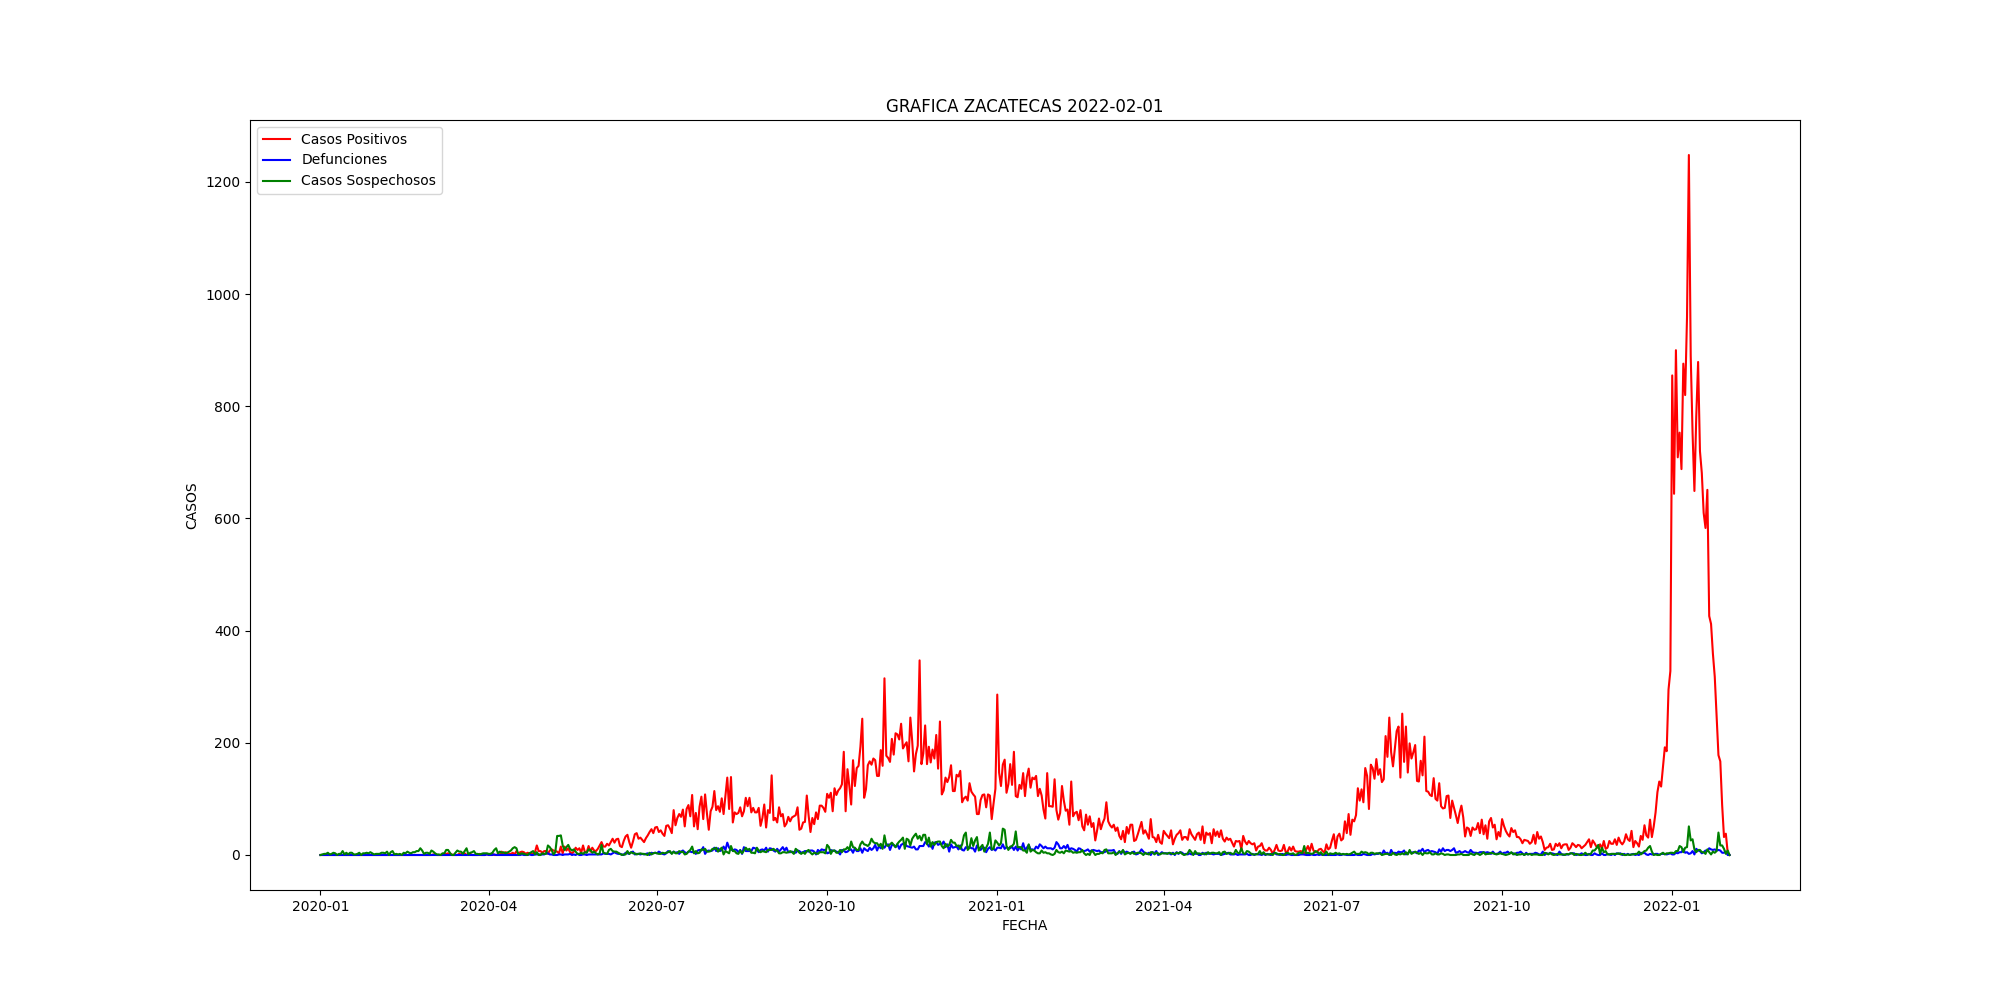 GRAFICA ZACATECAS 2022-02-01
Casos Positivos
Defunciones
Casos Sospechosos
1200
1000
800
600
400
200
0
CASOS
2020-01 2020-04 2020-07 2020-10 2021-01 2021-04 2021-07 2021-10 2022-01
FECHA